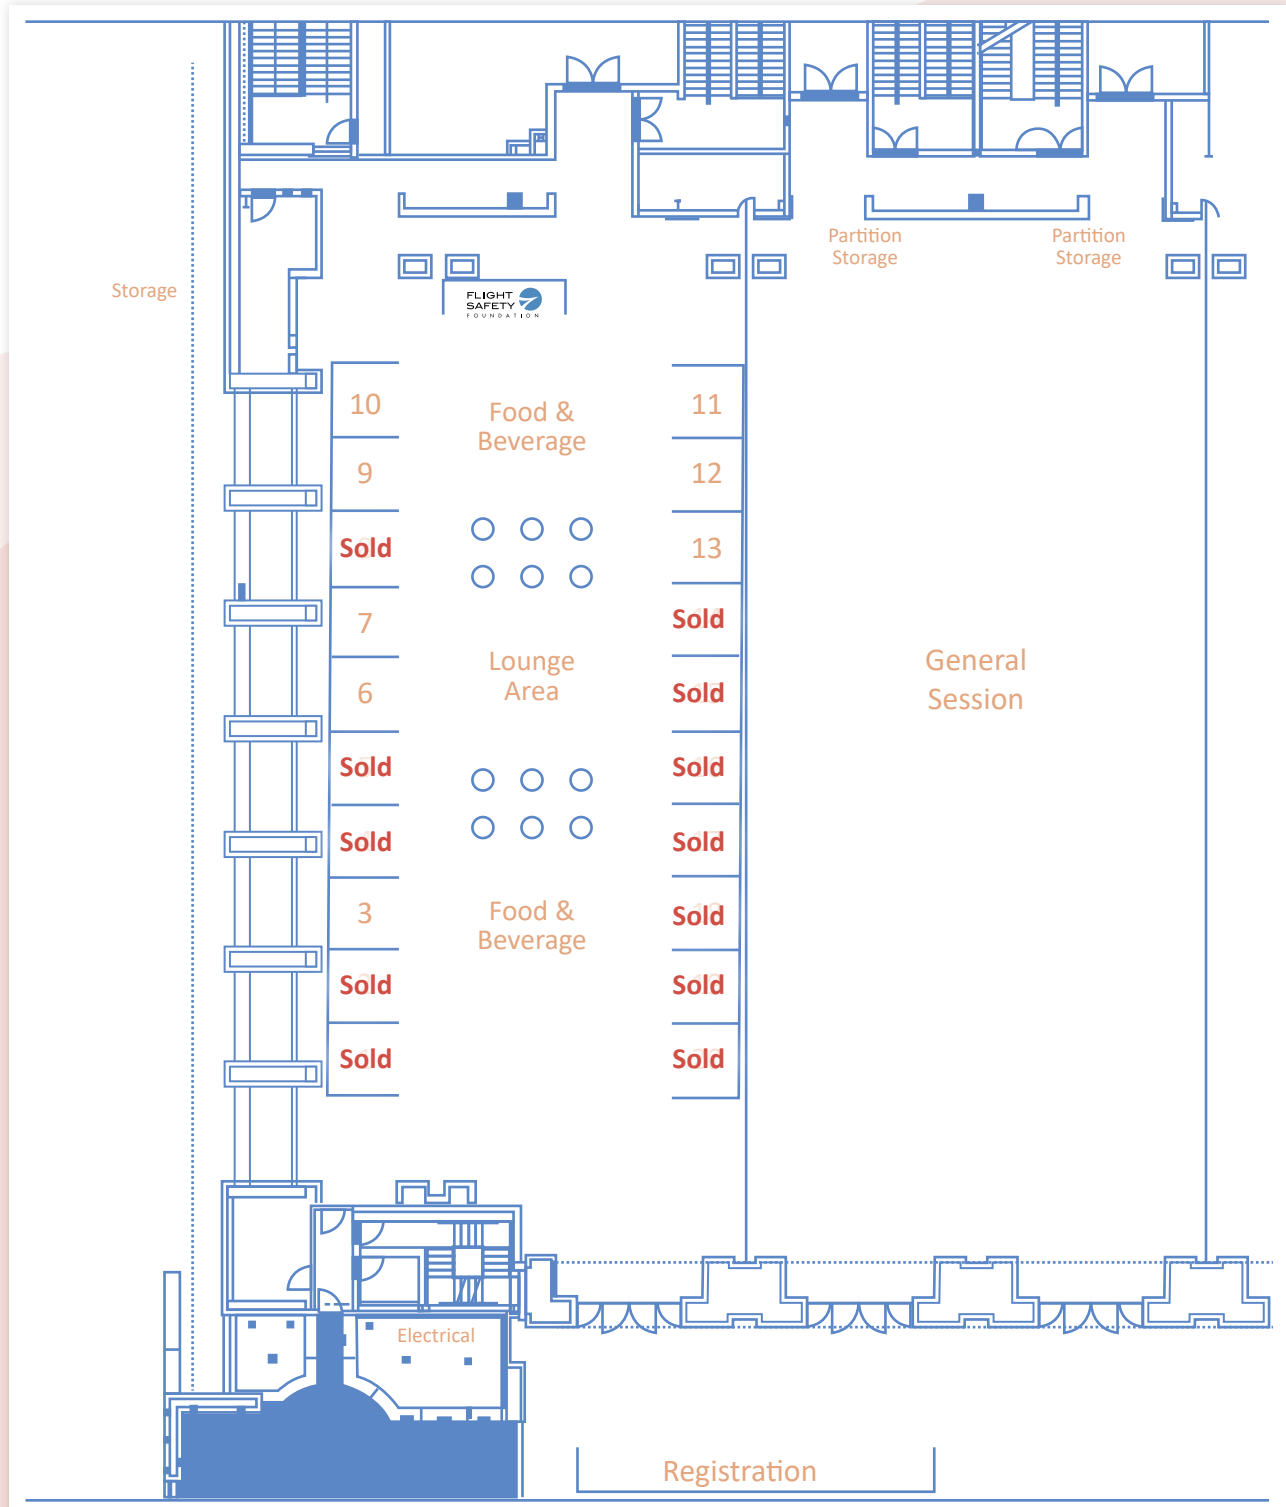 Partition
Storage
Partition
Storage
Storage
FLIGHT
SAFETY
FOUNDATION
10
Food &
Beverage
11
9
12
Sold
13
7
Sold
Lounge
Area
General
Session
6
Sold
Sold
Sold
Sold
Sold
3
Food &
Beverage
Sold
Sold
Sold
Sold
Sold
Electrical
Registration